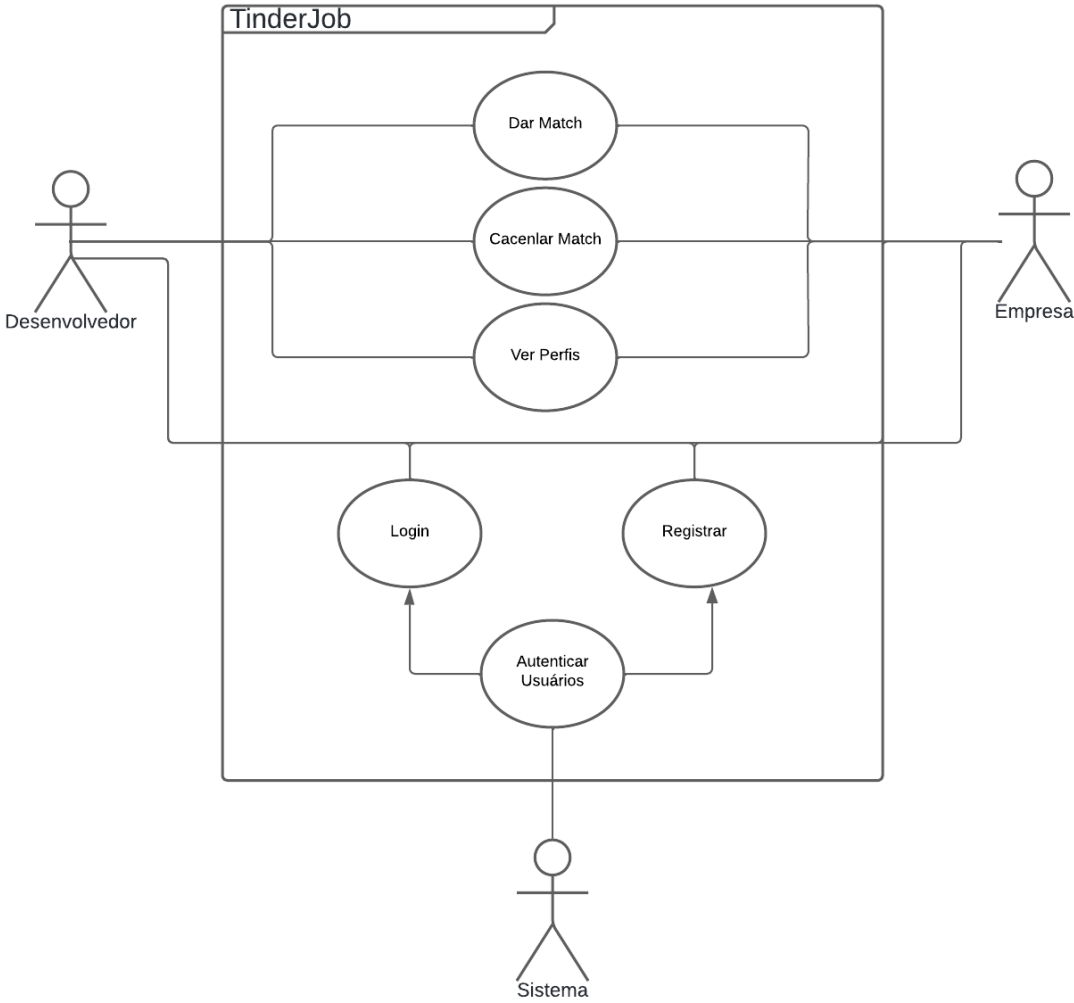 TinderJob
Dar Match
Cacenlar Match
Desenvolvedor
Empresa
Ver Perfis
Login
Registrar
Autenticar
Usuários
Sistema